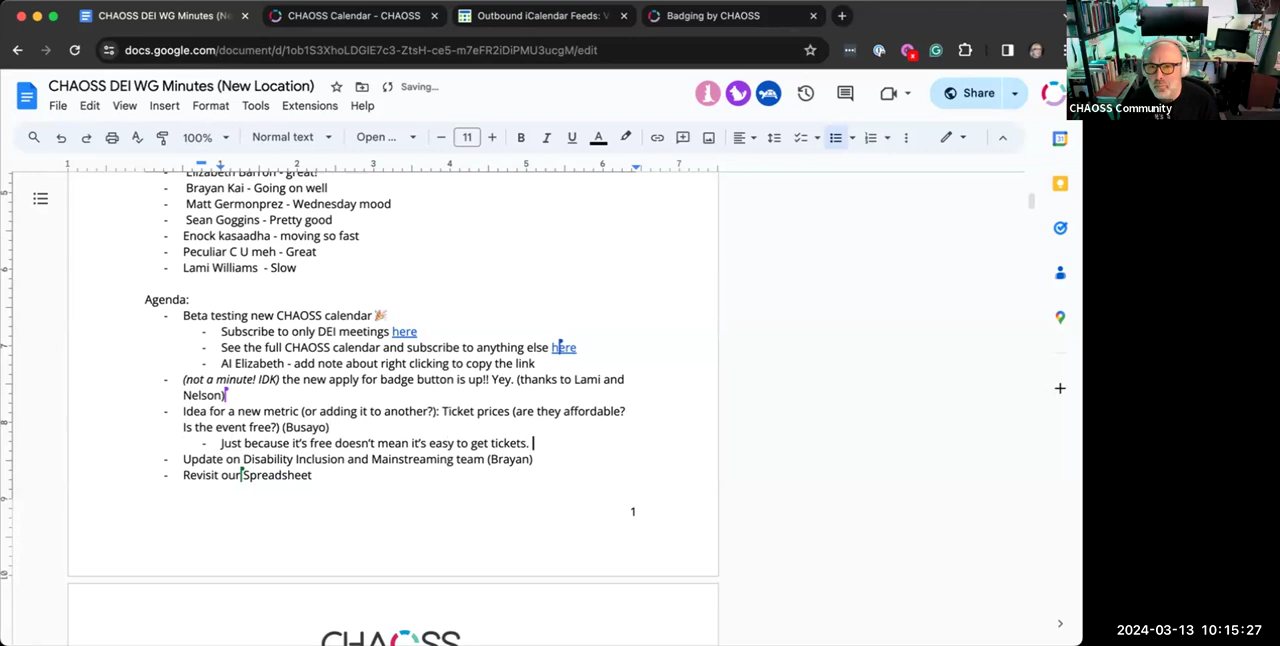 CHAOSS DEI WG Minutes (Ne
CHAOSS Calendar - CHAOSS
Outbound iCalendar Feeds: V
Badging by CHAOSS
docs.google.com/document/d/1ob1S3XhoLDGIE7c3-ZtsH-ce5-m7eFR2iDiPMU3ucgM/edit
CHAOSS DEI WG Minutes (New Location)
Saving...
File Edit View Insert Format Tools Extensions Help
Share
CHAOSS Community
100% Normal text Open ... 11
1 1 2 3 4 5 6 7
- Brayan Kai - Going on well
- Matt Germonprez - Wednesday mood
- Sean Goggins - Pretty good
- Enock kasaadha - moving so fast
- Peculiar C U meh - Great
- Lami Williams - Slow
Agenda:
- Beta testing new CHAOSS calendar 🎉
- Subscribe to only DEI meetings here
- See the full CHAOSS calendar and subscribe to anything else here
- AI Elizabeth - add note about right clicking to copy the link
- (not a minute! IDK) the new apply for badge button is up!! Yey. (thanks to Lami and
Nelson)
- Idea for a new metric (or adding it to another?): Ticket prices (are they affordable?
Is the event free?) (Busayo)
- Just because it's free doesn't mean it's easy to get tickets.
- Update on Disability Inclusion and Mainstreaming team (Brayan)
- Revisit our Spreadsheet
1
CHAOSS
2024-03-13 10:15:27